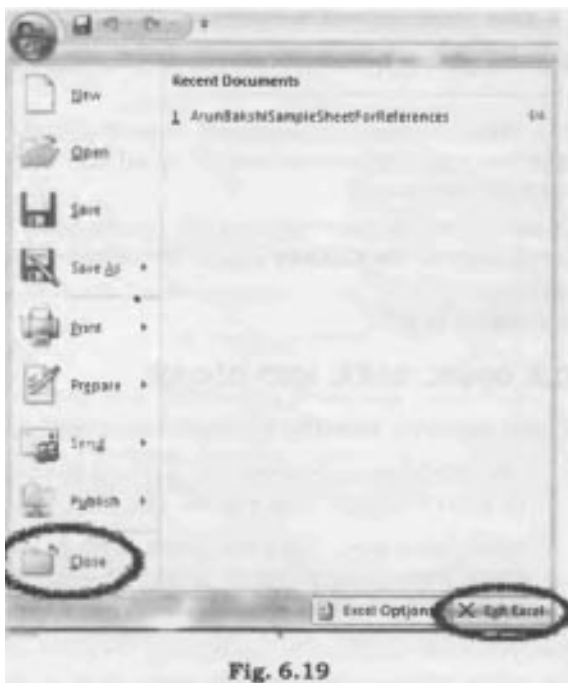 New
Recent Documents
1 ArunBakshiSampleSheetForReferences
Open
Save
Save As
Print
Prepare
Send
Publish
Close
Excel Options
Exit Excel
Fig. 6.19